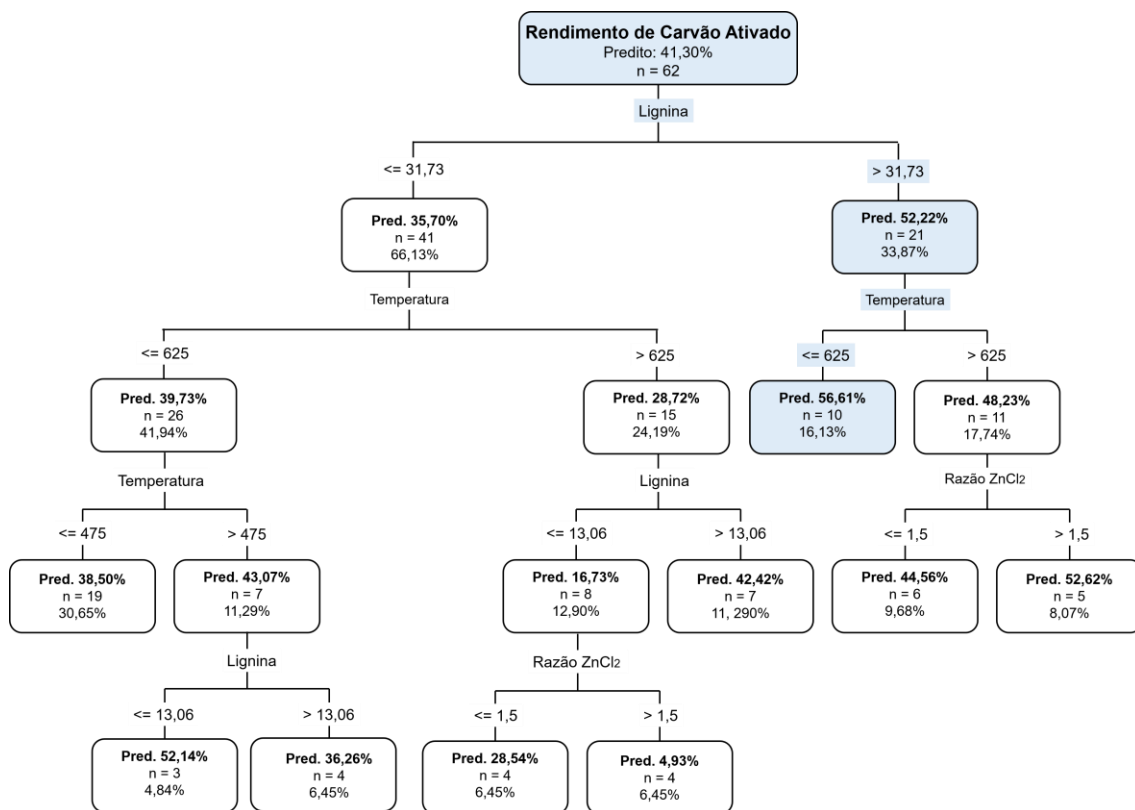 Rendimento de Carvão Ativado
Predito: 41,30%
n = 62
Lignina
<= 31,73
> 31,73
Pred. 35,70%
n = 41
66,13%
Pred. 52,22%
n = 21
33,87%
Temperatura
Temperatura
<= 625
> 625
<= 625
> 625
Pred. 39,73%
n = 26
41,94%
Pred. 28,72%
n = 15
24,19%
Pred. 56,61%
n = 10
16,13%
Pred. 48,23%
n = 11
17,74%
Temperatura
Lignina
Razão ZnCl2
<= 475
> 475
<= 13,06
> 13,06
<= 1,5
> 1,5
Pred. 38,50%
n = 19
30,65%
Pred. 43,07%
n = 7
11,29%
Pred. 16,73%
n = 8
12,90%
Pred. 42,42%
n = 7
11, 290%
Pred. 44,56%
n = 6
9,68%
Pred. 52,62%
n = 5
8,07%
Lignina
Razão ZnCl2
<= 13,06
> 13,06
<= 1,5
> 1,5
Pred. 52,14%
n = 3
4,84%
Pred. 36,26%
n = 4
6,45%
Pred. 28,54%
n = 4
6,45%
Pred. 4,93%
n = 4
6,45%